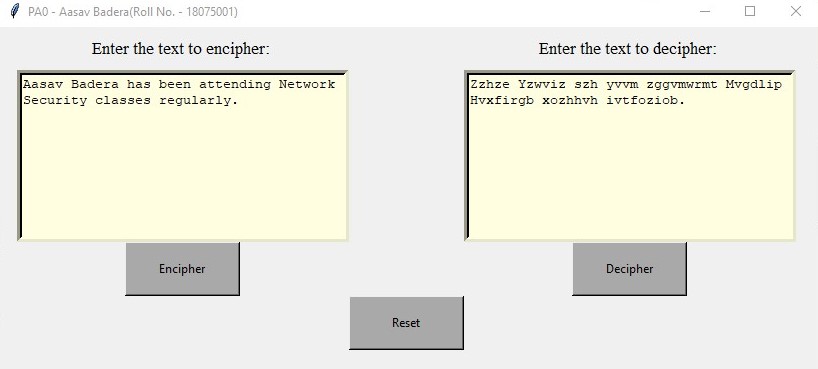 PA0 - Aasav Badera(Roll No. - 18075001)
Enter the text to encipher:
Aasav Badera has been attending Network
Security classes regularly.
Encipher
Enter the text to decipher:
Zzhze Yzwviz szh yvvm zggvmwrmt Mvgdlip
Hvxfirgb xozhhvh ivtfoziob.
Decipher
Reset